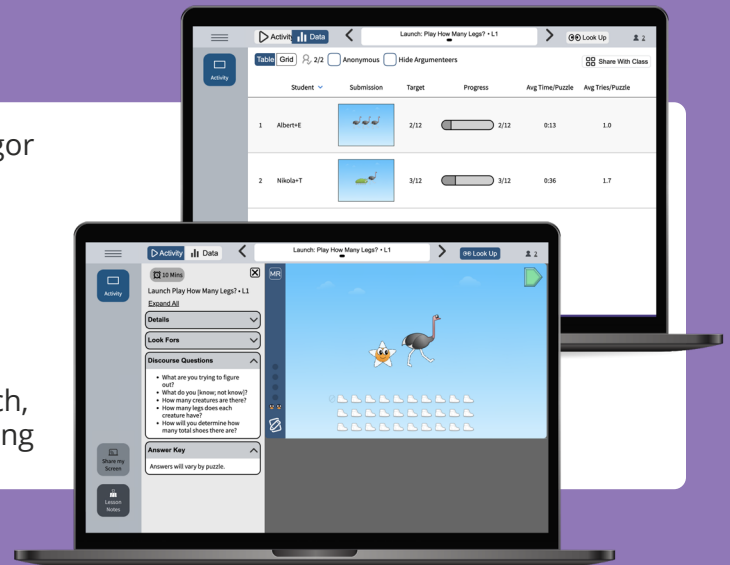 Activity
Data
Launch: Play How Many Legs? • L1
Look Up
2
Activity
Table
Grid
2/2
Anonymous
Hide Argumenteers
Share With Class
Student
Submission
Target
Progress
Avg Time/Puzzle
Avg Tries/Puzzle
1
Albert+E
2/12
2/12
0:13
1.0
2
Nikola+T
3/12
3/12
0:36
1.7
gor
ch,
ng
Activity
Data
Launch: Play How Many Legs? • L1
Look Up
2
Activity
10 Mins
Launch Play How Many Legs? • L1
Expand All
Details
Look Fors
Discourse Questions
• What are you trying to figure
out?
• What do you [know; not know]?
• How many creatures are there?
• How many legs does each
creature have?
• How will you determine how
many total shoes there are?
Answer Key
Answers will vary by puzzle.
Share my
Screen
Lesson
Notes
MR